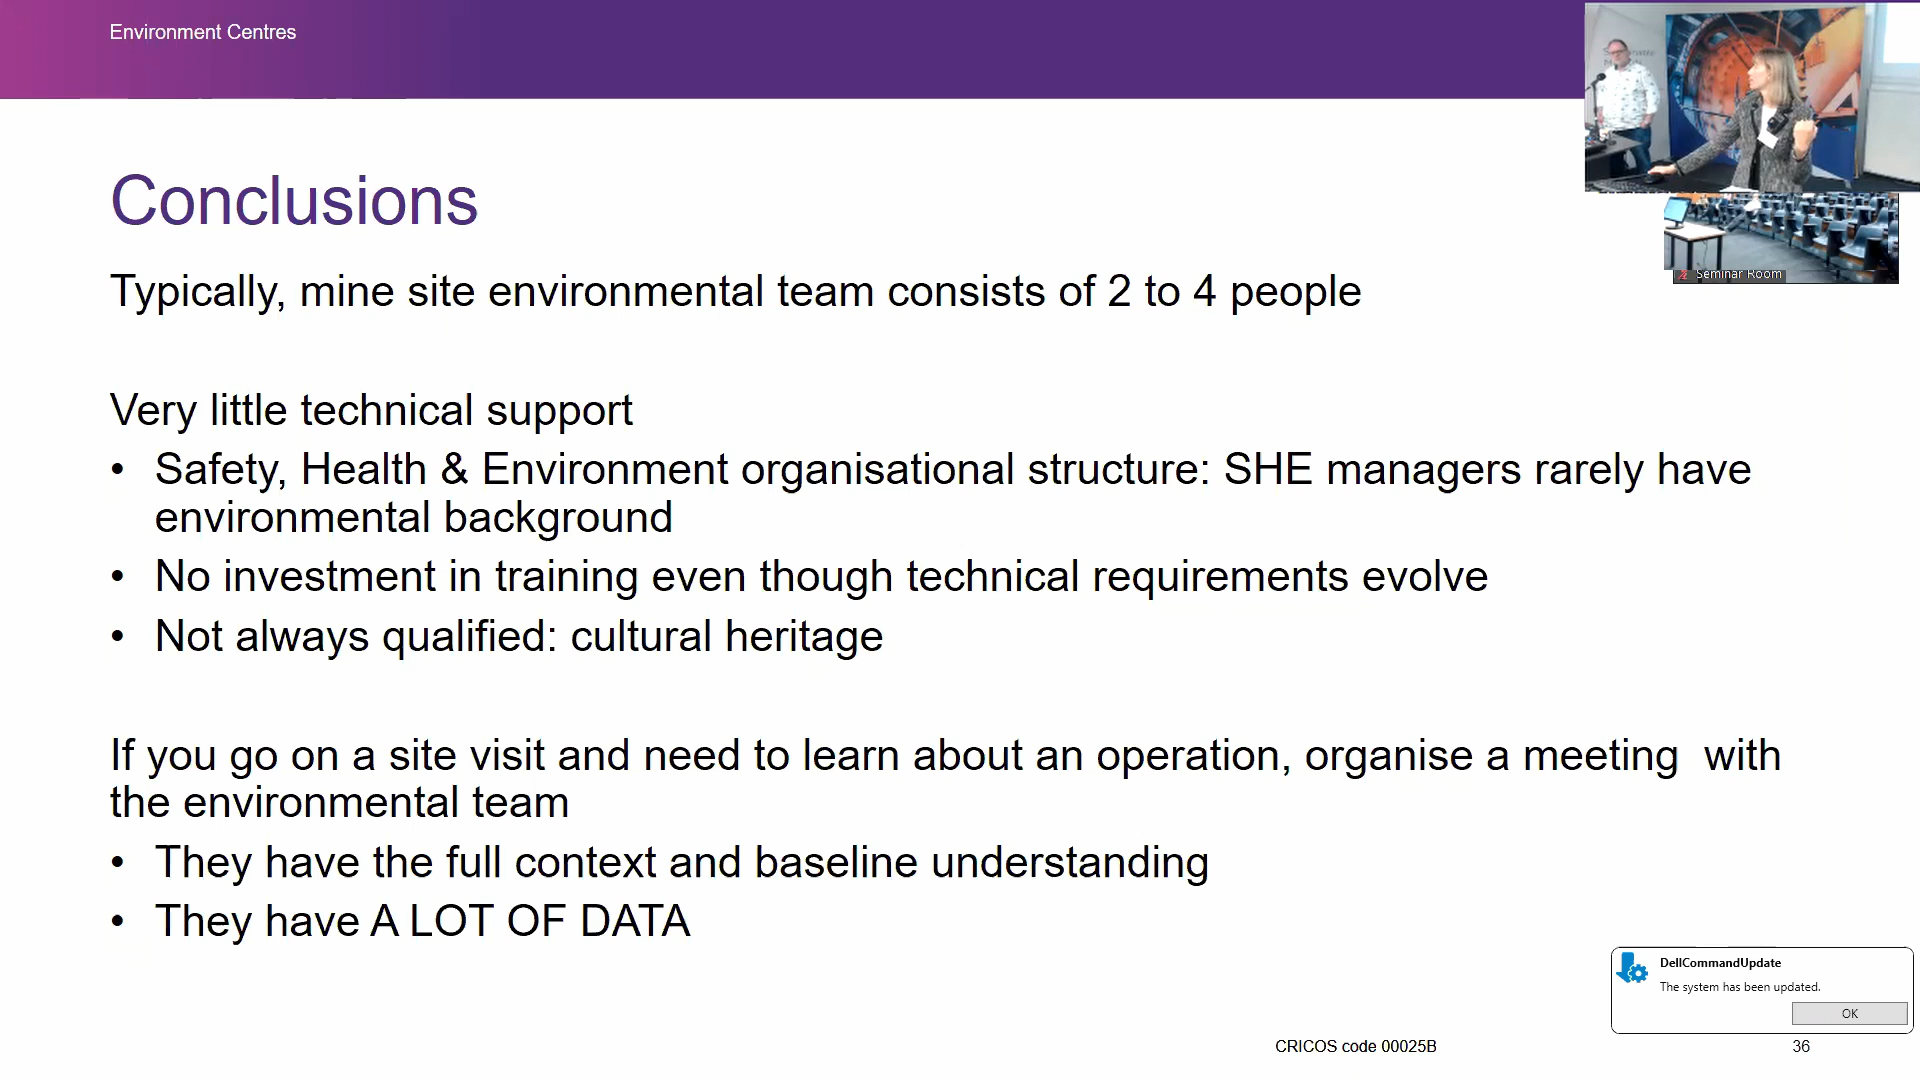 Environment Centres
Conclusions
Typically, mine site environmental team consists of 2 to 4 people
Very little technical support
• Safety, Health & Environment organisational structure: SHE managers rarely have
environmental background
• No investment in training even though technical requirements evolve
• Not always qualified: cultural heritage
If you go on a site visit and need to learn about an operation, organise a meeting with
the environmental team
• They have the full context and baseline understanding
• They have A LOT OF DATA
Seminar Room
DellCommandUpdate
The system has been updated.
OK
CRICOS code 00025B
36